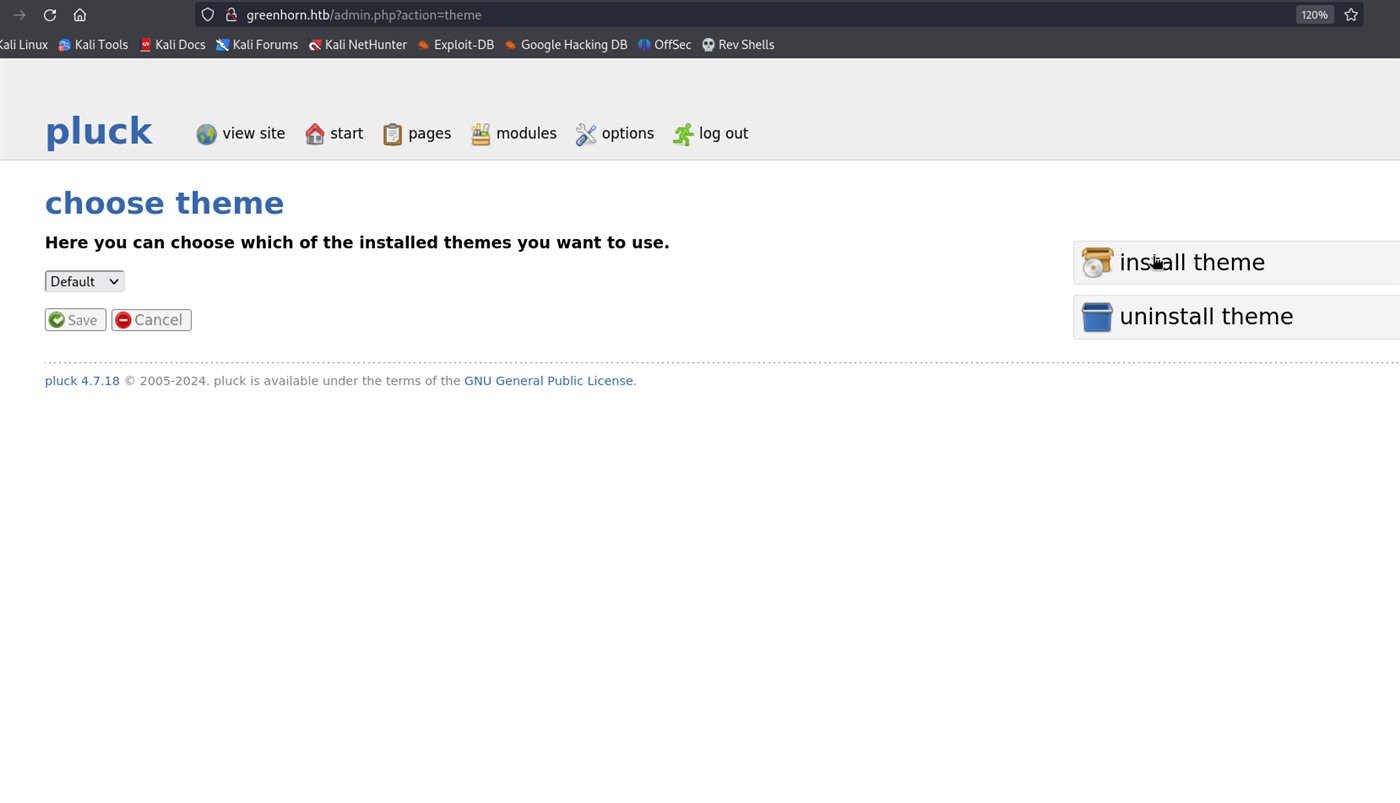 greenhorn.htb/admin.php?action=theme 120%
Kali Linux Kali Tools Kali Docs Kali Forums Kali NetHunter Exploit-DB Google Hacking DB OffSec Rev Shells
pluck view site start pages modules options log out
choose theme
Here you can choose which of the installed themes you want to use.
install theme
Default
Save Cancel
uninstall theme
pluck 4.7.18 © 2005-2024. pluck is available under the terms of the GNU General Public License.